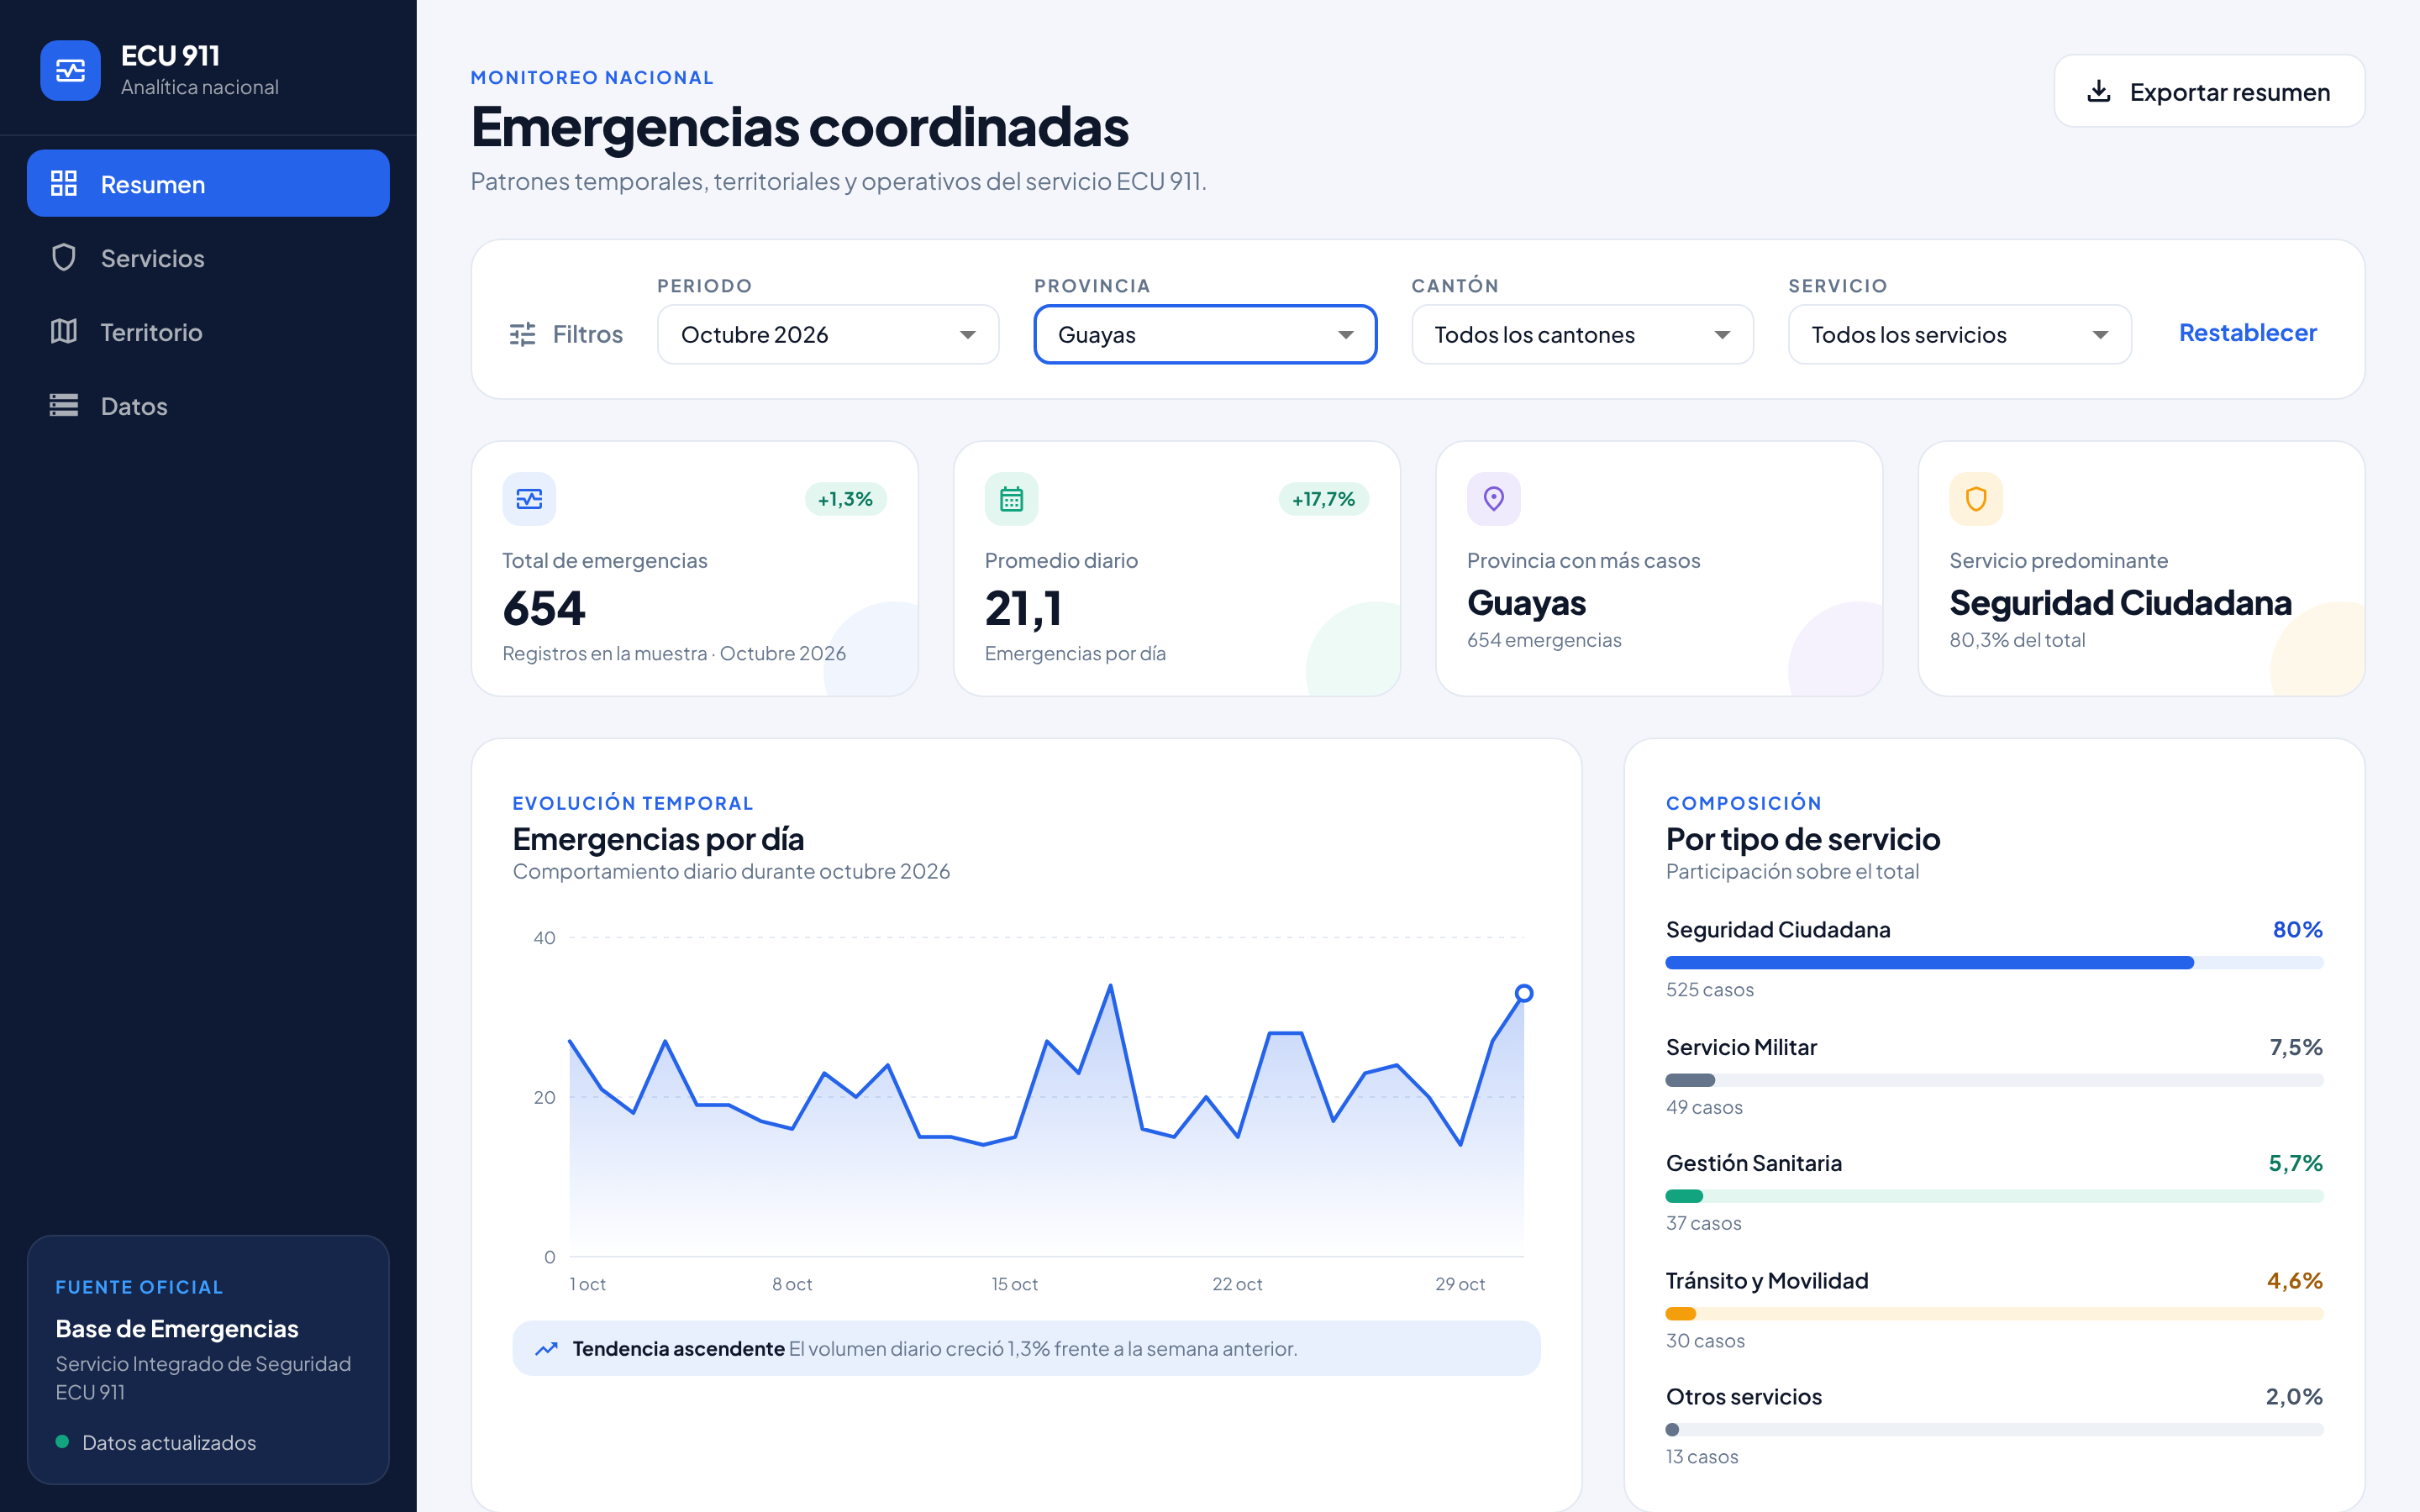 ECU 911
Analítica nacional
Resumen
Servicios
Territorio
Datos
FUENTE OFICIAL
Base de Emergencias
Servicio Integrado de Seguridad
ECU 911
Datos actualizados
MONITOREO NACIONAL
Emergencias coordinadas
Patrones temporales, territoriales y operativos del servicio ECU 911.
Exportar resumen
Filtros
PERIODO
Octubre 2026
PROVINCIA
Guayas
CANTÓN
Todos los cantones
SERVICIO
Todos los servicios
Restablecer
+1,3%
Total de emergencias
654
Registros en la muestra · Octubre 2026
+17,7%
Promedio diario
21,1
Emergencias por día
Provincia con más casos
Guayas
654 emergencias
Servicio predominante
Seguridad Ciudadana
80,3% del total
EVOLUCIÓN TEMPORAL
Emergencias por día
Comportamiento diario durante octubre 2026
40
20
0
1 oct
8 oct
15 oct
22 oct
29 oct
Tendencia ascendente El volumen diario creció 1,3% frente a la semana anterior.
COMPOSICIÓN
Por tipo de servicio
Participación sobre el total
Seguridad Ciudadana 80%
525 casos
Servicio Militar 7,5%
49 casos
Gestión Sanitaria 5,7%
37 casos
Tránsito y Movilidad 4,6%
30 casos
Otros servicios 2,0%
13 casos